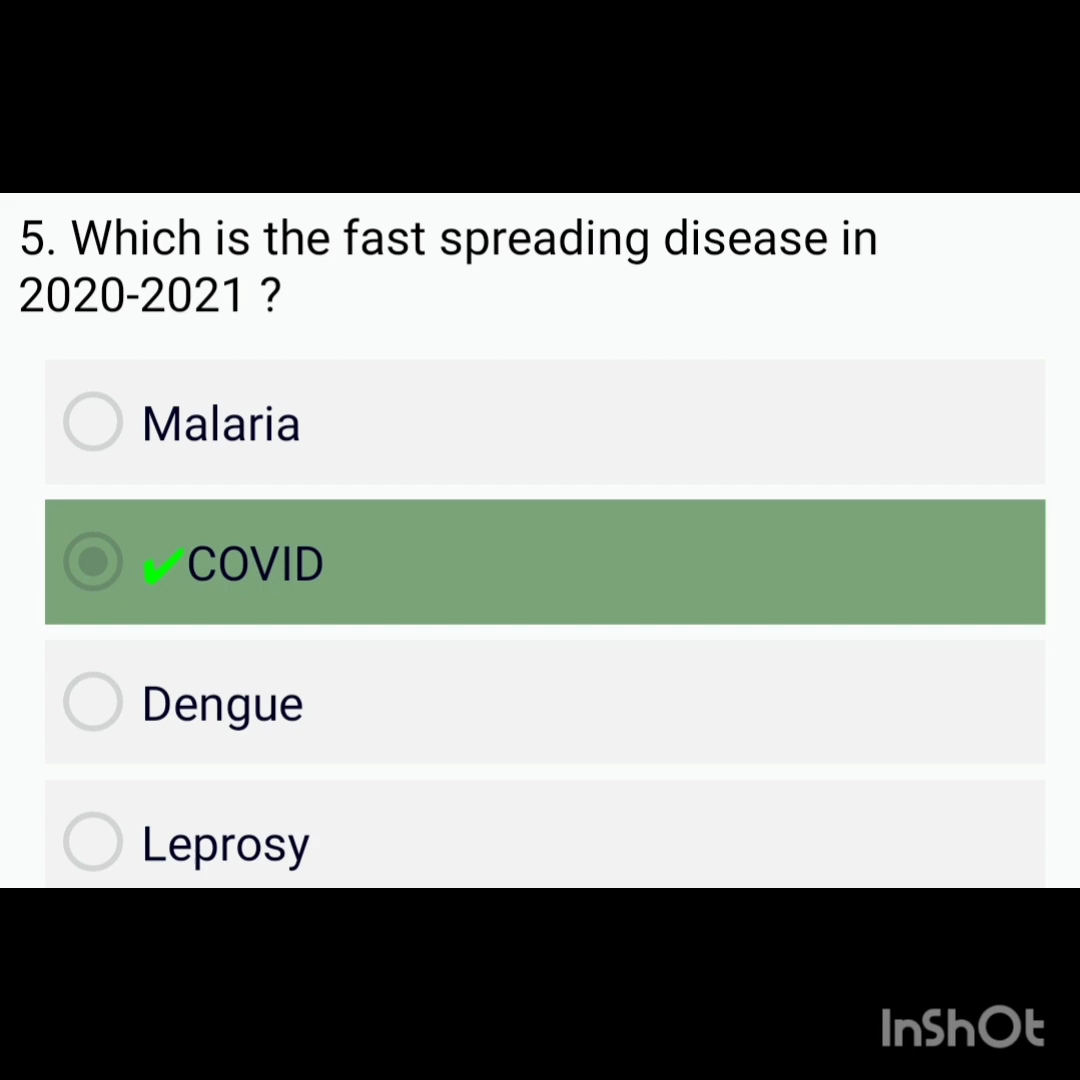 5. Which is the fast spreading disease in
2020-2021 ?
Malaria
✔COVID
Dengue
Leprosy
InShOt